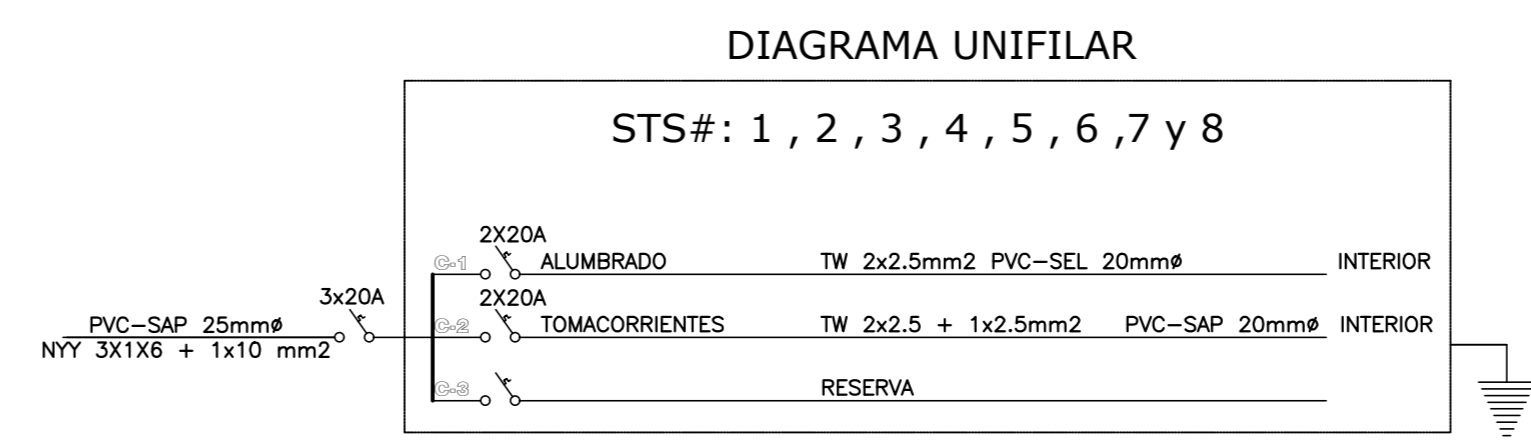 DIAGRAMA UNIFILAR
STS#: 1 , 2 , 3 , 4 , 5 , 6 ,7 y 8
2X20A
C-1 ALUMBRADO TW 2x2.5mm2 PVC-SEL 20mmø INTERIOR
3x20A 2X20A
PVC-SAP 25mmø C-2 TOMACORRIENTES TW 2x2.5 + 1x2.5mm2 PVC-SAP 20mmø INTERIOR
NYY 3X1X6 + 1x10 mm2
C-3 RESERVA